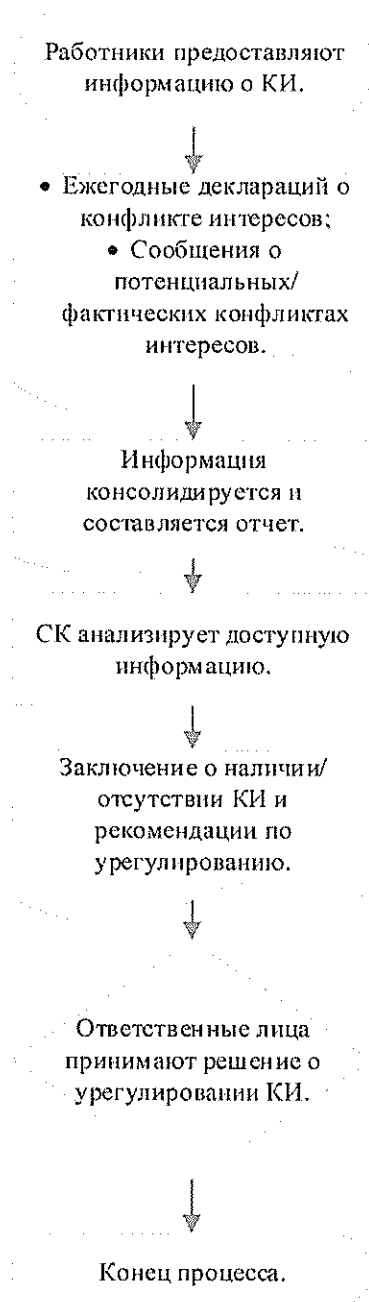 Работники предоставляют
информацию о КИ.
• Ежегодные деклараций о
конфликте интересов;
• Сообщения о
потенциальных/
фактических конфликтах
интересов.
Информация
консолидируется и
составляется отчет.
СК анализирует доступную
информацию.
Заключение о наличии/
отсутствии КИ и
рекомендации по
урегулированию.
Ответственные лица
принимают решение о
урегулировании КИ.
Конец процесса.